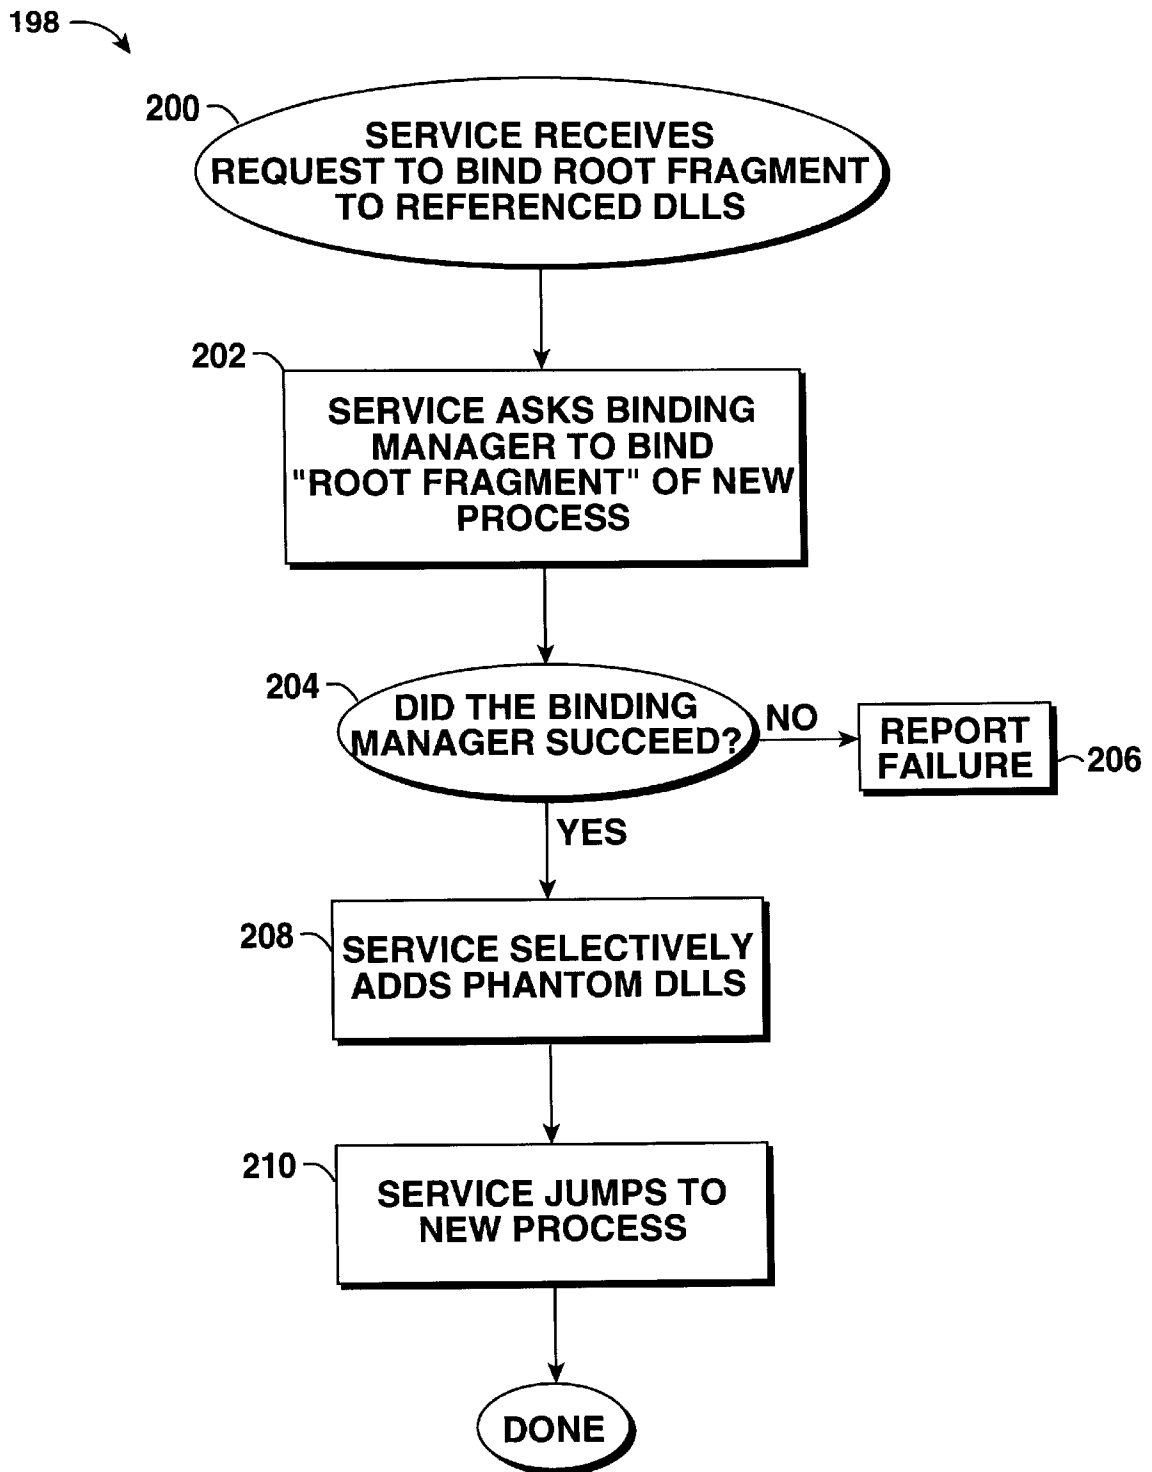 198
200
SERVICE RECEIVES
REQUEST TO BIND ROOT FRAGMENT
TO REFERENCED DLLS
202
SERVICE ASKS BINDING
MANAGER TO BIND
"ROOT FRAGMENT" OF NEW
PROCESS
204
DID THE BINDING
MANAGER SUCCEED?
NO
REPORT
FAILURE
206
YES
208
SERVICE SELECTIVELY
ADDS PHANTOM DLLS
210
SERVICE JUMPS TO
NEW PROCESS
DONE